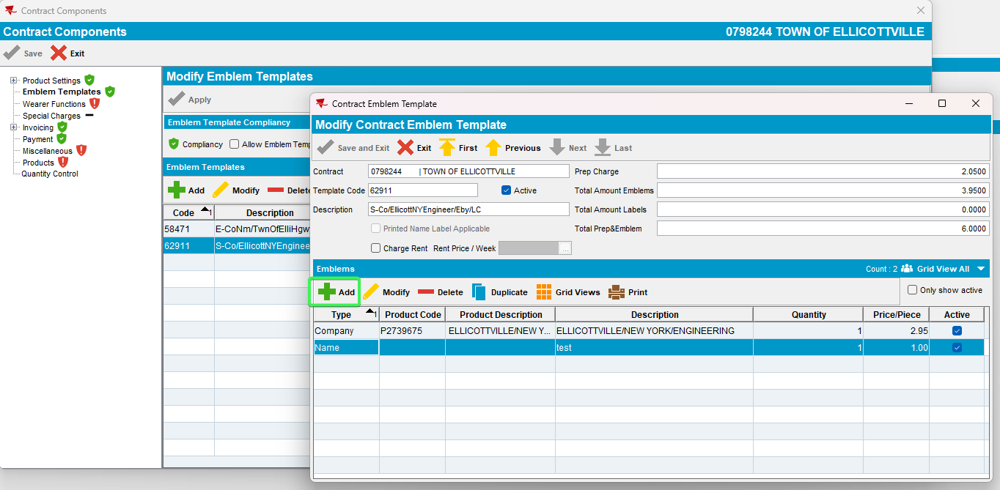 Contract Components
Contract Components
0798244 TOWN OF ELLICOTTVILLE
Save Exit
Product Settings
Emblem Templates
Wearer Functions
Special Charges
Invoicing
Payment
Miscellaneous
Products
Quantity Control
Modify Emblem Templates
Apply
Emblem Template Compliancy
Compliancy Allow Emblem Temp
Emblem Templates
Add Modify Delete
Code 1 Description
58471 E-CoNm/TwnOfElliHgwy
62911 S-Co/EllicottNYEnginee
Contract Emblem Template
Modify Contract Emblem Template
Save and Exit Exit First Previous Next Last
Contract 0798244 | TOWN OF ELLICOTTVILLE Prep Charge 2.0500
Template Code 62911 Active Total Amount Emblems 3.9500
Description S-Co/EllicottNYEngineer/Eby/LC Total Amount Labels 0.0000
Printed Name Label Applicable Total Prep&Emblem 6.0000
Charge Rent Rent Price / Week ...
Emblems Count : 2 Grid View All
Add Modify Delete Duplicate Grid Views Print Only show active
Type 1 Product Code Product Description Description Quantity Price/Piece Active
Company P2739675 ELLICOTTVILLE/NEW Y... ELLICOTTVILLE/NEW YORK/ENGINEERING 1 2.95
Name test 1 1.00